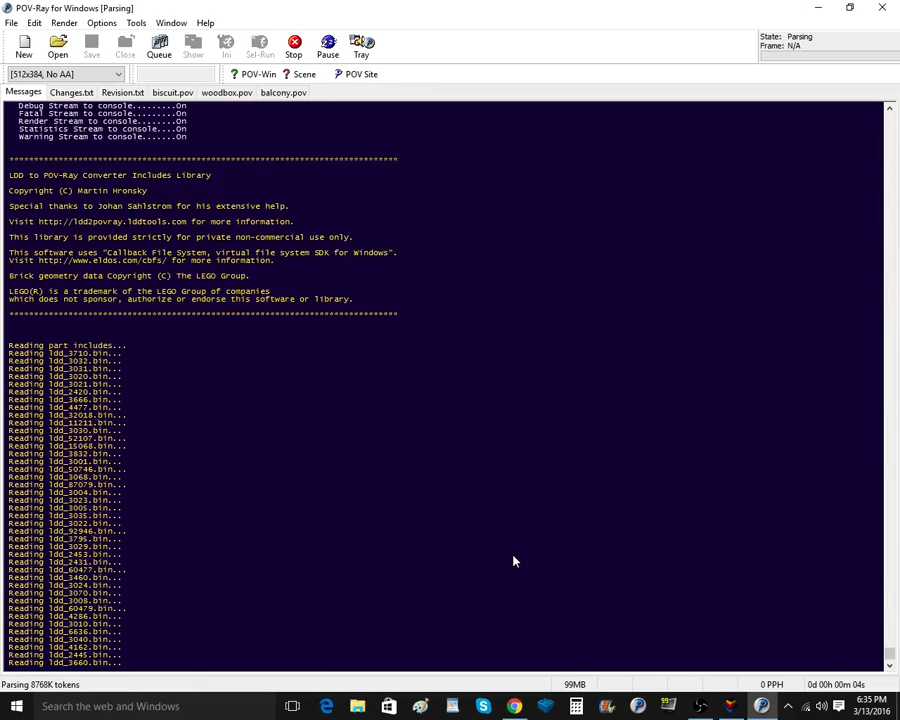 POV-Ray for Windows [Parsing]
File Edit Render Options Tools Window Help
New Open Save Close Queue Show Ini Sel-Run Stop Pause Tray
State: Parsing
Frame: N/A
[512x384, No AA] POV-Win Scene POV Site
Messages Changes.txt Revision.txt biscuit.pov woodbox.pov balcony.pov
Debug Stream to console.........On
Fatal Stream to console.........On
Render Stream to console........On
Statistics Stream to console....On
Warning Stream to console.......On
LDD to POV-Ray Converter Includes Library
Copyright (C) Martin Hronsky
Special thanks to Johan Sahlstrom for his extensive help.
Visit http://ldd2povray.lddtools.com for more information.
This library is provided strictly for private non-commercial use only.
This software uses "Callback File System, virtual file system SDK for Windows".
Visit http://www.eldos.com/cbfs/ for more information.
Brick geometry data Copyright (C) The LEGO Group.
LEGO(R) is a trademark of the LEGO Group of companies
which does not sponsor, authorize or endorse this software or library.
Reading part includes...
Reading ldd_3710.bin...
Reading ldd_3032.bin...
Reading ldd_3031.bin...
Reading ldd_3020.bin...
Reading ldd_3021.bin...
Reading ldd_2420.bin...
Reading ldd_3666.bin...
Reading ldd_4477.bin...
Reading ldd_32018.bin...
Reading ldd_11211.bin...
Reading ldd_3030.bin...
Reading ldd_52107.bin...
Reading ldd_15068.bin...
Reading ldd_3832.bin...
Reading ldd_3001.bin...
Reading ldd_50746.bin...
Reading ldd_3068.bin...
Reading ldd_87079.bin...
Reading ldd_3004.bin...
Reading ldd_3023.bin...
Reading ldd_3005.bin...
Reading ldd_3035.bin...
Reading ldd_3022.bin...
Reading ldd_92946.bin...
Reading ldd_3795.bin...
Reading ldd_3029.bin...
Reading ldd_2453.bin...
Reading ldd_2431.bin...
Reading ldd_60477.bin...
Reading ldd_3460.bin...
Reading ldd_3024.bin...
Reading ldd_3070.bin...
Reading ldd_3008.bin...
Reading ldd_60479.bin...
Reading ldd_4286.bin...
Reading ldd_3010.bin...
Reading ldd_6636.bin...
Reading ldd_3040.bin...
Reading ldd_4162.bin...
Reading ldd_2445.bin...
Reading ldd_3660.bin...
Parsing 8768K tokens 99MB 0 PPH 0d 00h 00m 04s
Search the web and Windows
6:35 PM
3/13/2016